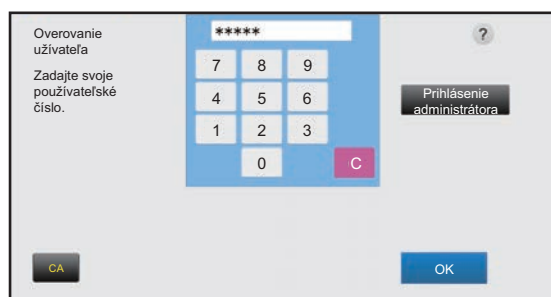 Overovanie
užívateľa
Zadajte svoje
používateľské
číslo.
*****
7 8 9
4 5 6
1 2 3
0 C
?
Prihlásenie
administrátora
CA
OK